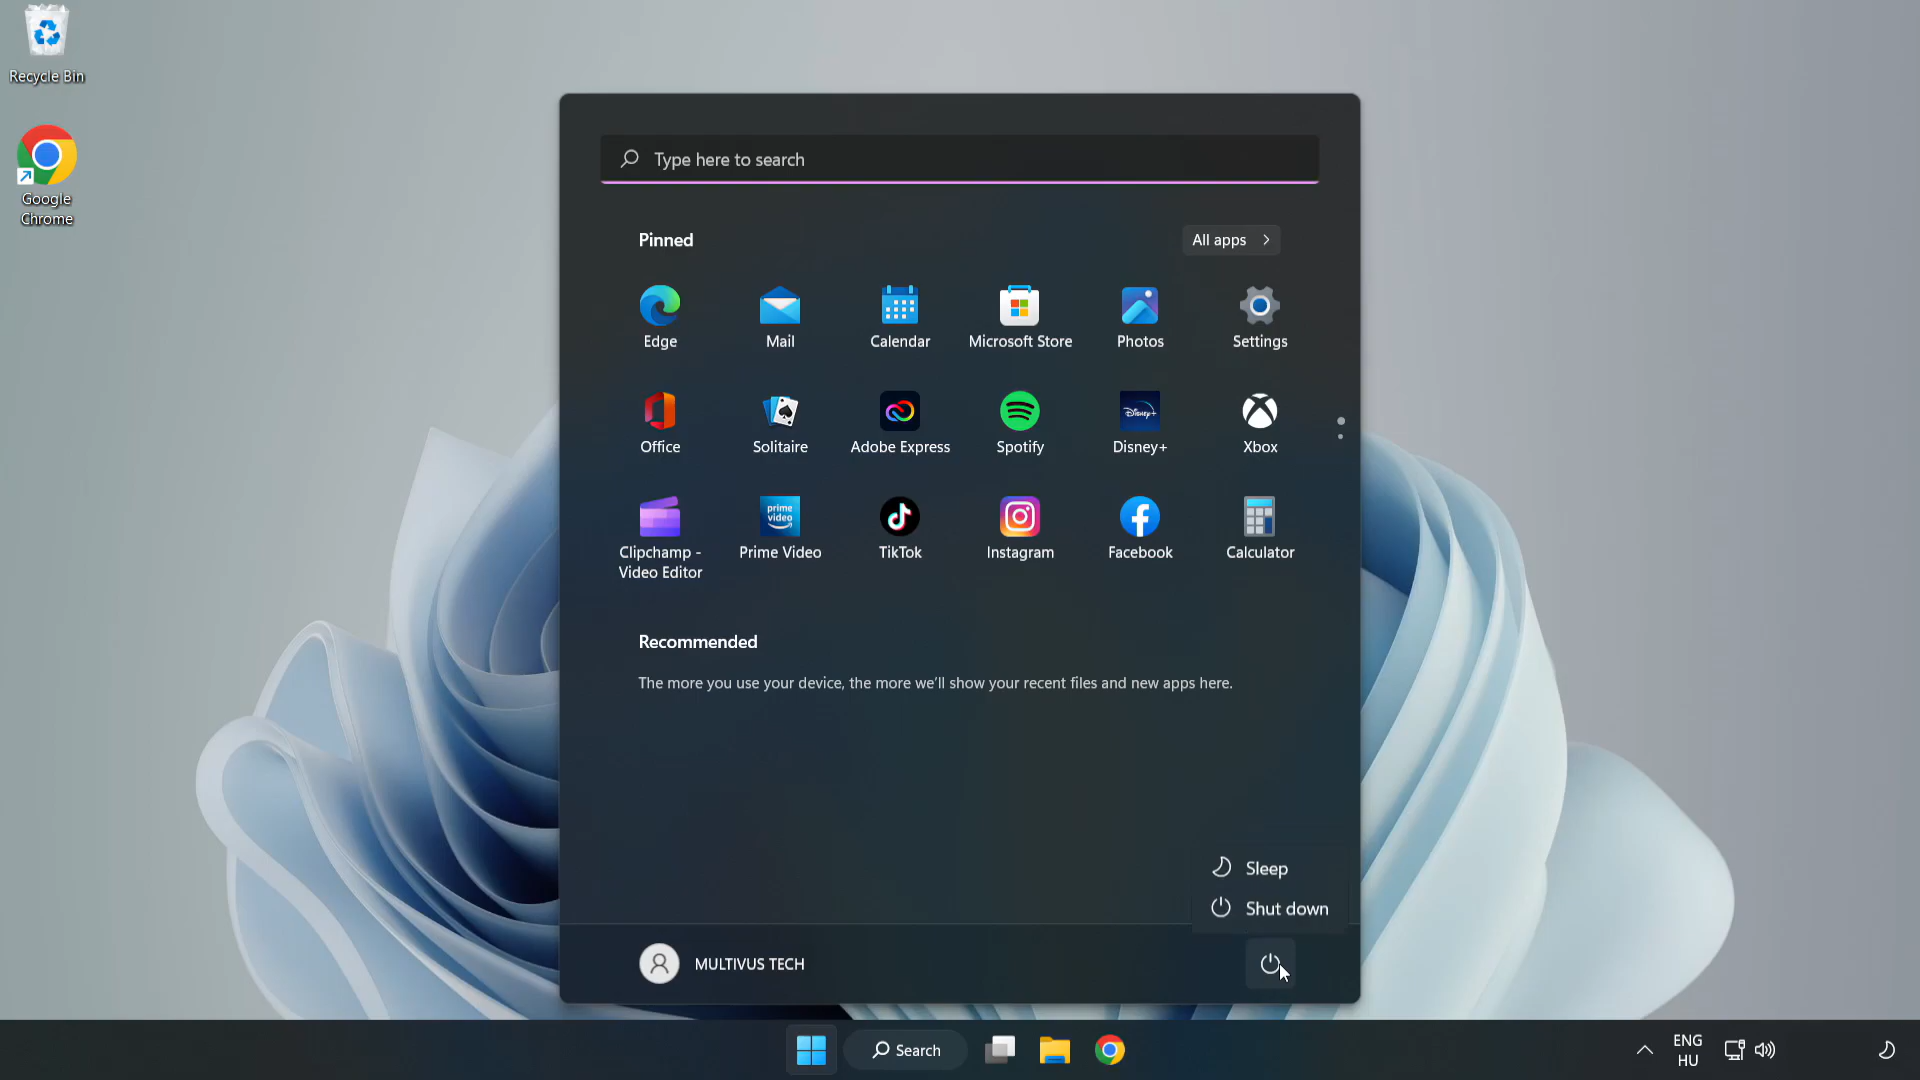 Recycle Bin
Google
Chrome
Type here to search
Pinned
All apps
Edge
Mail
Calendar
Microsoft Store
Photos
Settings
Office
Solitaire
Adobe Express
Disney+
Spotify
Disney+
Xbox
prime
video
Clipchamp -
Video Editor
Prime Video
TikTok
Instagram
Facebook
Calculator
Recommended
The more you use your device, the more we'll show your recent files and new apps here.
Sleep
Shut down
MULTIVUS TECH
Search
ENG
HU